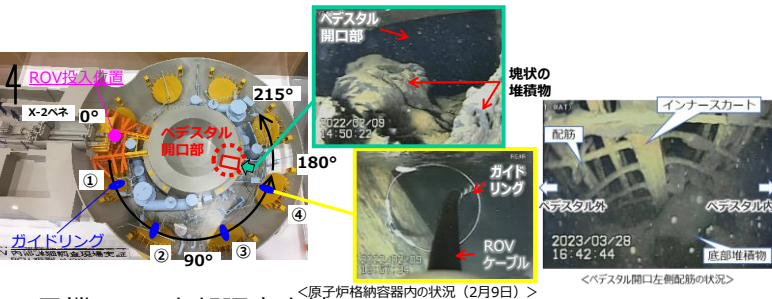 ROV投入位置
X-2ペネ
0°
215°
ペデスタル
開口部
180°
①
ガイドリング
②
90°
③
④
ペデスタル
開口部
塊状の
堆積物
2022/02/09
14:50:22
REAR
ガイド
リング
ROV
ケーブル
<原子炉格納容器内の状況（2月9日）>
インナースカート
配筋
ペデスタル外
ペデスタル内
2023/03/28
16:42:44
底部堆積物
<ペデスタル開口左側配筋の状況>